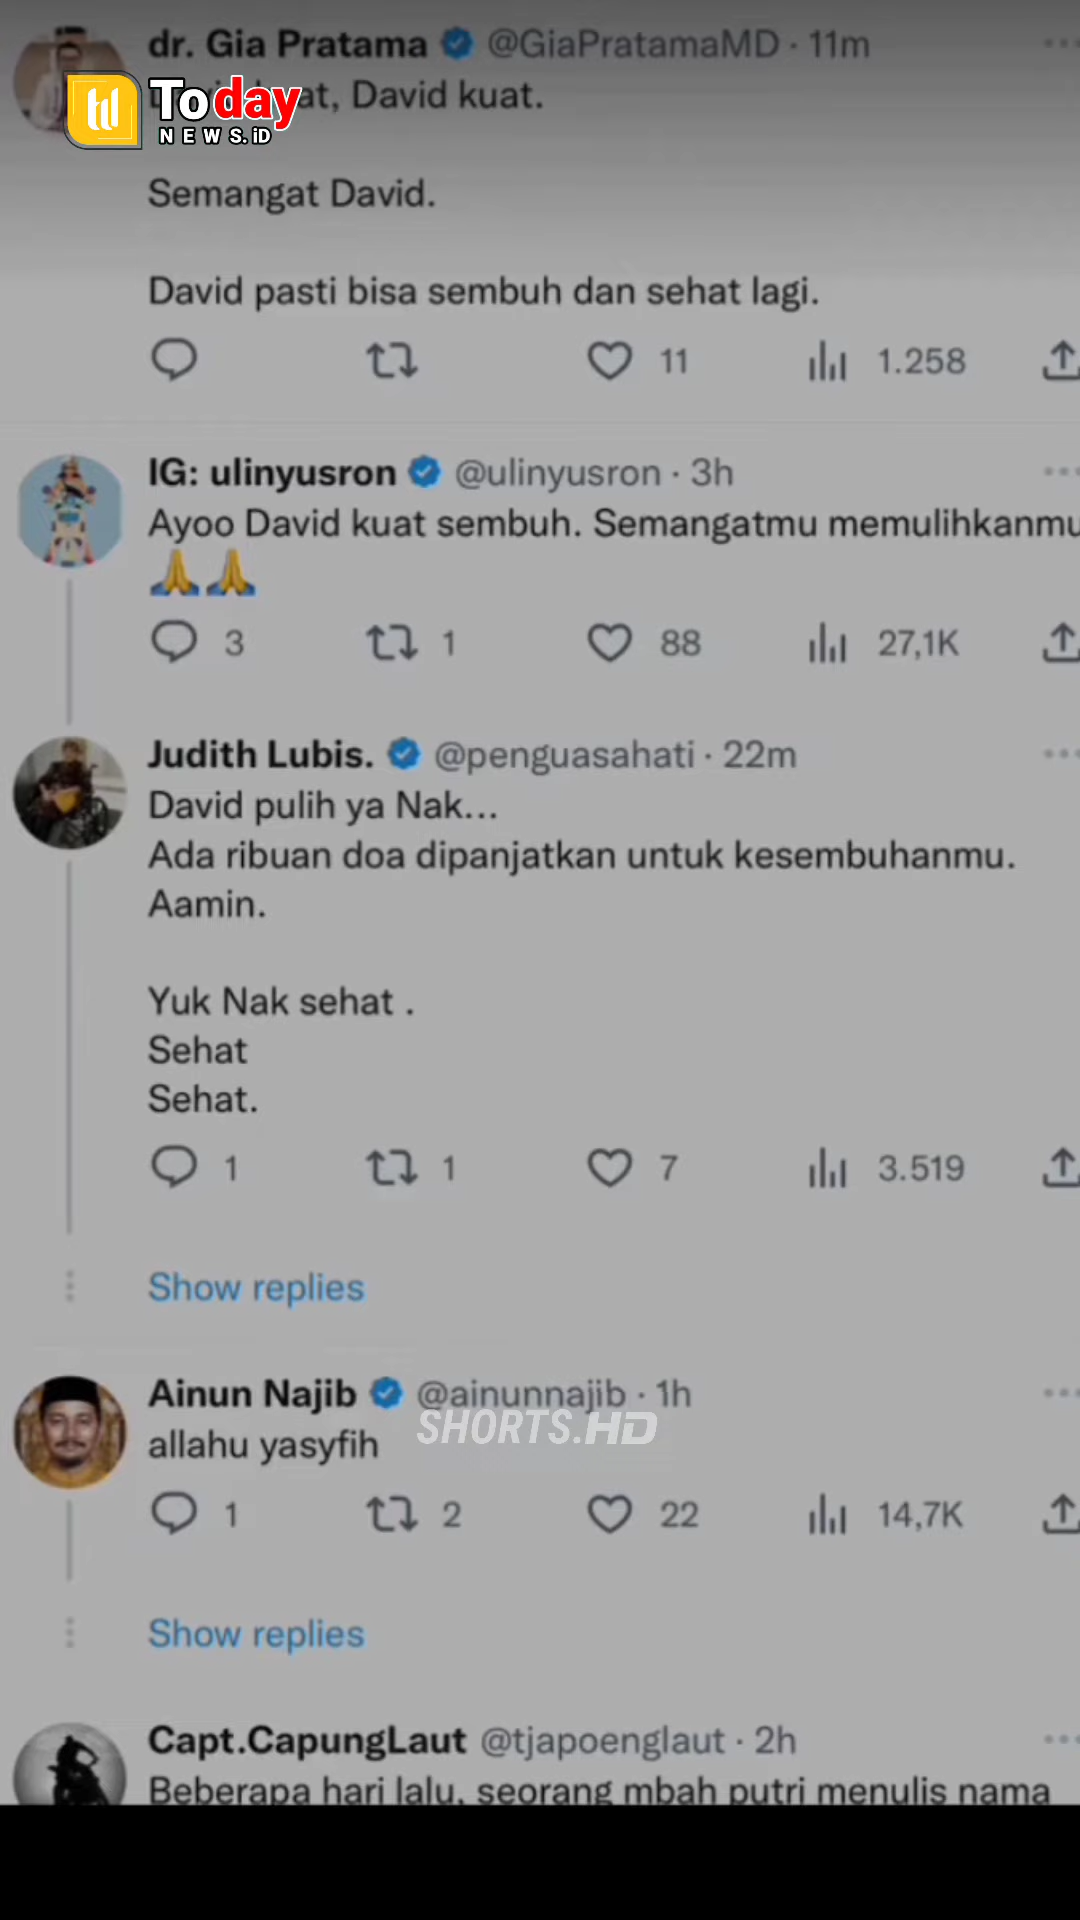 dr. Gia Pratama @GiaPratamaMD · 11m
at, David kuat.
Today
NEWS.iD
Semangat David.
David pasti bisa sembuh dan sehat lagi.
11 1.258
IG: ulinyusron @ulinyusron · 3h
Ayoo David kuat sembuh. Semangatmu memulihkanmu
🙏🙏
3 1 88 27,1K
Judith Lubis. @penguasahati · 22m
David pulih ya Nak...
Ada ribuan doa dipanjatkan untuk kesembuhanmu.
Aamin.
Yuk Nak sehat .
Sehat
Sehat.
1 1 7 3.519
Show replies
Ainun Najib @ainunnajib · 1h
allahu yasyfih
SHORTS.HD
1 2 22 14,7K
Show replies
Capt.CapungLaut @tjapoenglaut · 2h
Beberapa hari lalu, seorang mbah putri menulis nama